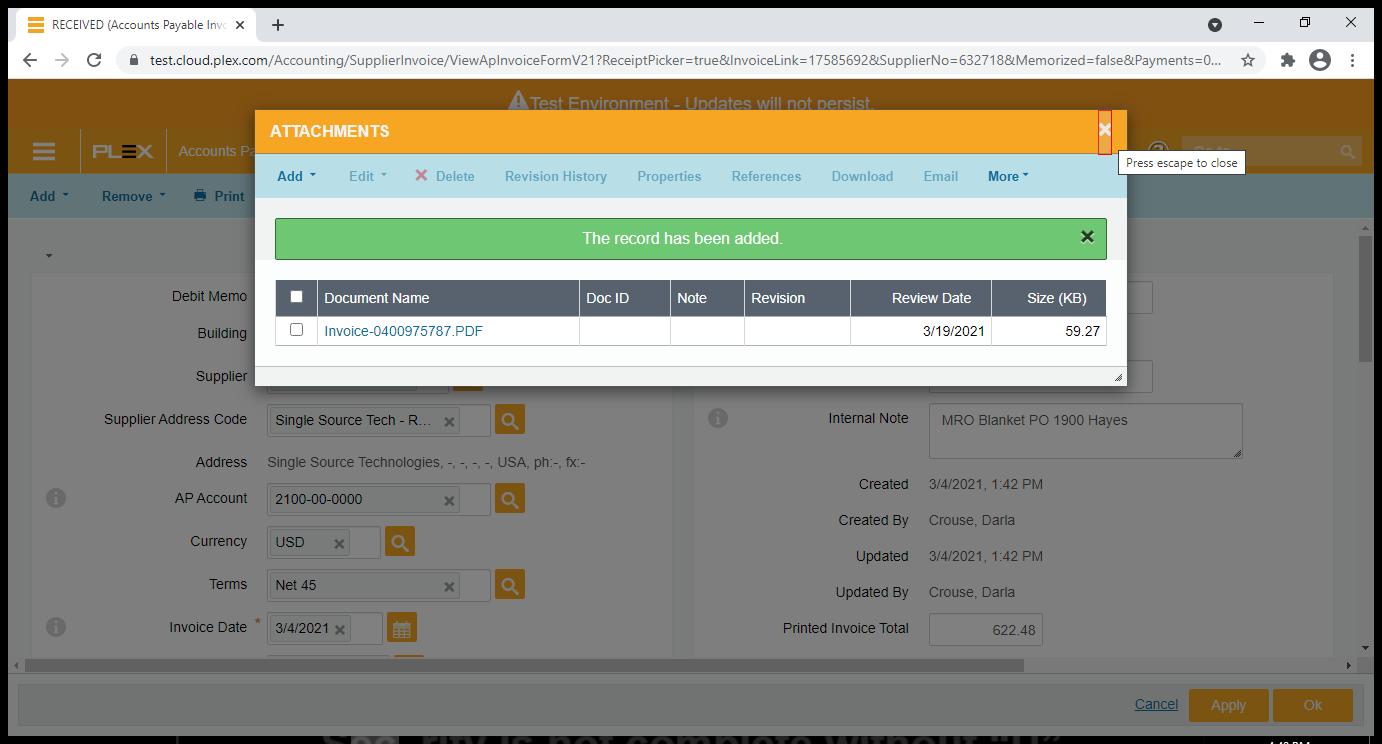 RECEIVED (Accounts Payable Invo
test.cloud.plex.com/Accounting/SupplierInvoice/ViewApInvoiceFormV21?ReceiptPicker=true&InvoiceLink=17585692&SupplierNo=632718&Memorized=false&Payments=0...
Test Environment - Updates will not persist.
ATTACHMENTS
PLEX
Accounts Pa
Press escape to close
Add Edit Delete Revision History Properties References Download Email More
Add Remove Print
The record has been added.
Document Name Doc ID Note Revision Review Date Size (KB)
Invoice-0400975787.PDF 3/19/2021 59.27
Debit Memo
Building
Supplier
Supplier Address Code Single Source Tech - R...
Address Single Source Technologies, -, -, -, -, USA, ph:-, fx:-
AP Account 2100-00-0000
Currency USD
Terms Net 45
Invoice Date * 3/4/2021
Internal Note MRO Blanket PO 1900 Hayes
Created 3/4/2021, 1:42 PM
Created By Crouse, Darla
Updated 3/4/2021, 1:42 PM
Updated By Crouse, Darla
Printed Invoice Total 622.48
Cancel Apply Ok